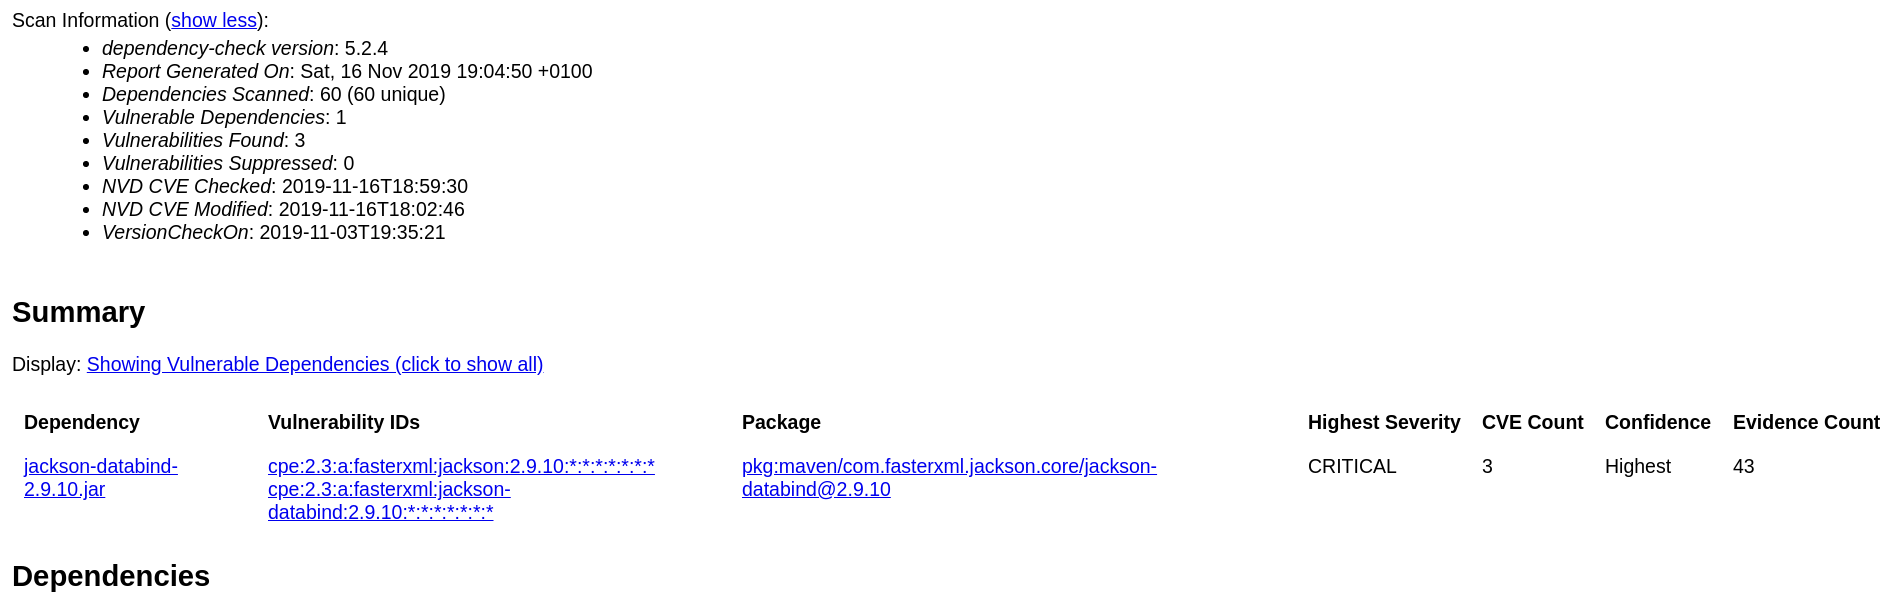 Scan Information (show less):
dependency-check version: 5.2.4
Report Generated On: Sat, 16 Nov 2019 19:04:50 +0100
Dependencies Scanned: 60 (60 unique)
Vulnerable Dependencies: 1
Vulnerabilities Found: 3
Vulnerabilities Suppressed: 0
NVD CVE Checked: 2019-11-16T18:59:30
NVD CVE Modified: 2019-11-16T18:02:46
VersionCheckOn: 2019-11-03T19:35:21
Summary
Display: Showing Vulnerable Dependencies (click to show all)
Dependency Vulnerability IDs Package Highest Severity CVE Count Confidence Evidence Count
jackson-databind- cpe:2.3:a:fasterxml:jackson:2.9.10:*:*:*:*:*:*:* pkg:maven/com.fasterxml.jackson.core/jackson- CRITICAL 3 Highest 43
2.9.10.jar cpe:2.3:a:fasterxml:jackson- databind@2.9.10
databind:2.9.10:*:*:*:*:*:*:*
Dependencies